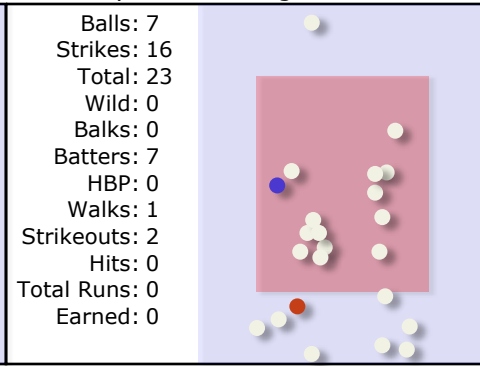 Balls: 7
Strikes: 16
Total: 23
Wild: 0
Balks: 0
Batters: 7
HBP: 0
Walks: 1
Strikeouts: 2
Hits: 0
Total Runs: 0
Earned: 0